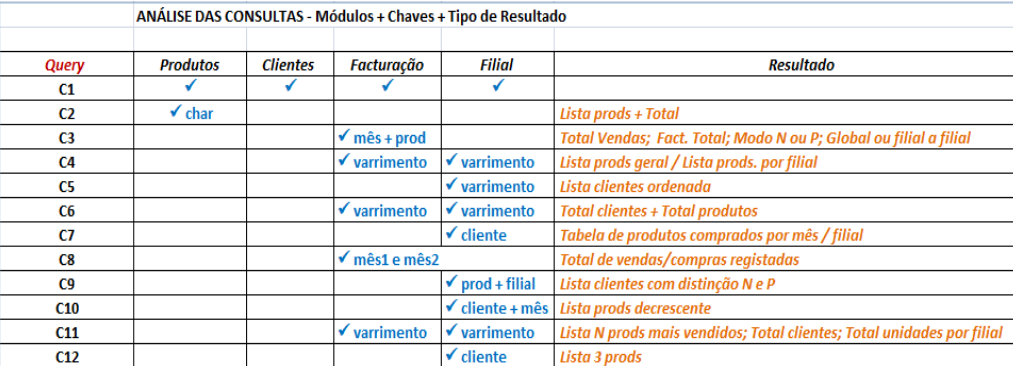 ANÁLISE DAS CONSULTAS - Módulos + Chaves + Tipo de Resultado
Query Produtos Clientes Facturação Filial Resultado
C1 ✓ ✓ ✓ ✓
C2 ✓ char Lista prods + Total
C3 ✓ mês + prod Total Vendas; Fact. Total; Modo N ou P; Global ou filial a filial
C4 ✓ varrimento ✓ varrimento Lista prods geral / Lista prods. por filial
C5 ✓ varrimento Lista clientes ordenada
C6 ✓ varrimento ✓ varrimento Total clientes + Total produtos
C7 ✓ cliente Tabela de produtos comprados por mês / filial
C8 ✓ mês1 e mês2 Total de vendas/compras registadas
C9 ✓ prod + filial Lista clientes com distinção N e P
C10 ✓ cliente + mês Lista prods decrescente
C11 ✓ varrimento ✓ varrimento Lista N prods mais vendidos; Total clientes; Total unidades por filial
C12 ✓ cliente Lista 3 prods